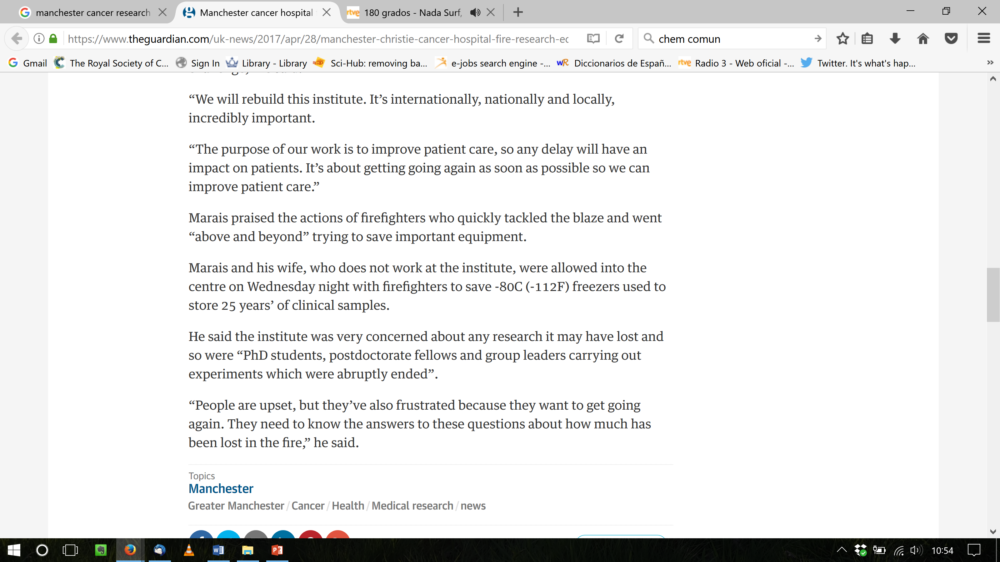 manchester cancer research
Manchester cancer hospital
180 grados - Nada Surf,
https://www.theguardian.com/uk-news/2017/apr/28/manchester-christie-cancer-hospital-fire-research-ec
chem comun
Gmail
The Royal Society of C...
Sign In
Library - Library
Sci-Hub: removing ba...
e-jobs search engine -...
Diccionarios de Españ...
Radio 3 - Web oficial -...
Twitter. It's what's hap...
“We will rebuild this institute. It’s internationally, nationally and locally,
incredibly important.
“The purpose of our work is to improve patient care, so any delay will have an
impact on patients. It’s about getting going again as soon as possible so we can
improve patient care.”
Marais praised the actions of firefighters who quickly tackled the blaze and went
“above and beyond” trying to save important equipment.
Marais and his wife, who does not work at the institute, were allowed into the
centre on Wednesday night with firefighters to save -80C (-112F) freezers used to
store 25 years’ of clinical samples.
He said the institute was very concerned about any research it may have lost and
so were “PhD students, postdoctorate fellows and group leaders carrying out
experiments which were abruptly ended”.
“People are upset, but they’ve also frustrated because they want to get going
again. They need to know the answers to these questions about how much has
been lost in the fire,” he said.
Topics
Manchester
Greater Manchester / Cancer / Health / Medical research / news
10:54